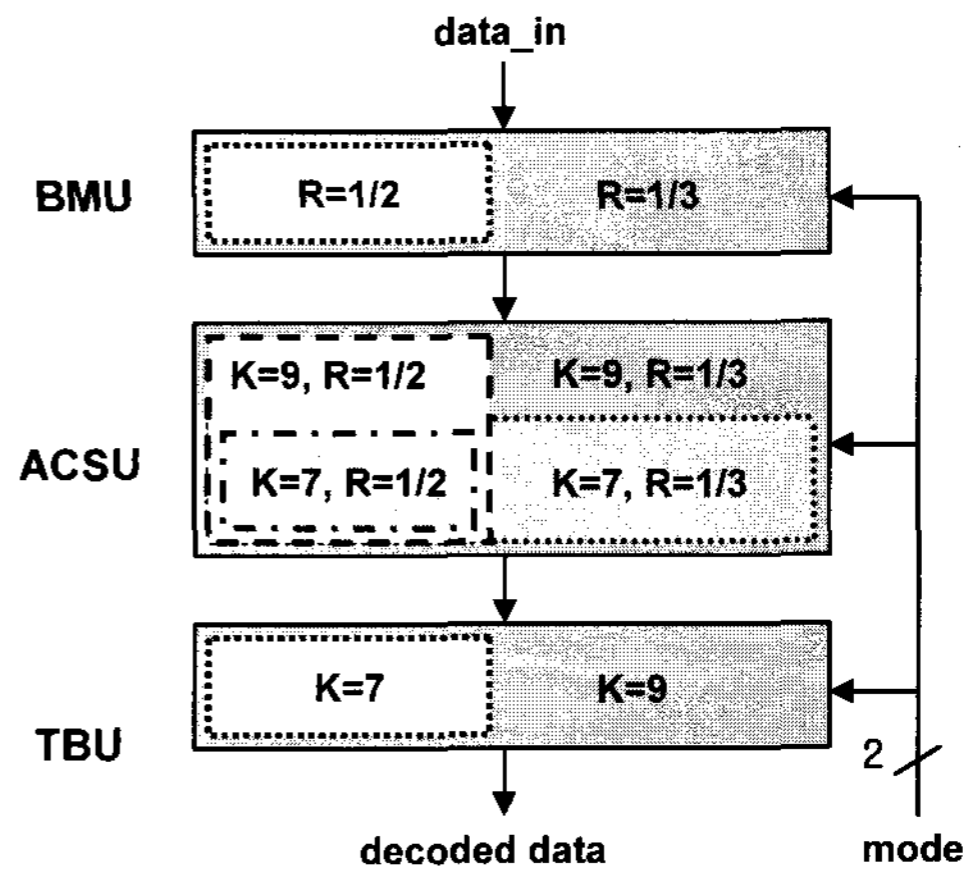 data_in
BMU
R=1/2
R=1/3
K=9, R=1/2
K=9, R=1/3
ACSU
K=7, R=1/2
K=7, R=1/3
K=7
K=9
TBU
2
decoded data
mode